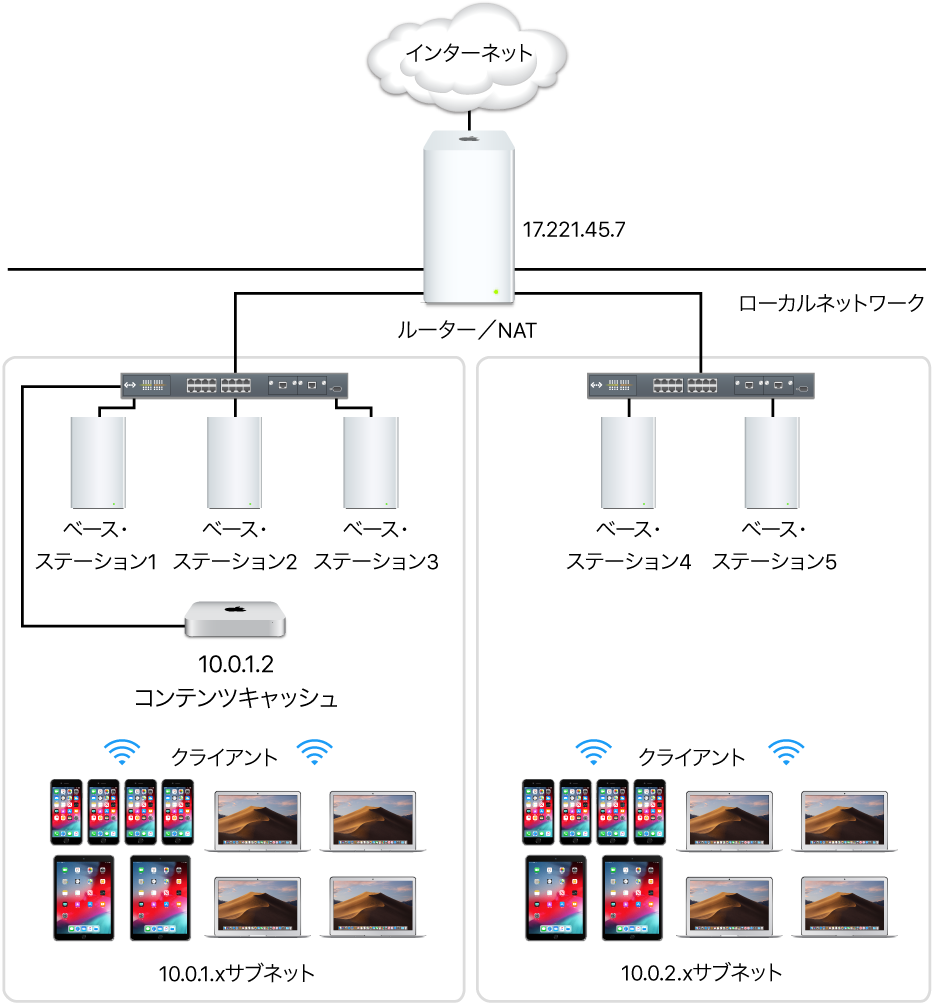 インターネット
17.221.45.7
ローカルネットワーク
ルーター／NAT
ベース・
ステーション1
ベース・
ステーション2
ベース・
ステーション3
ベース・
ステーション4
ベース・
ステーション5
10.0.1.2
コンテンツキャッシュ
クライアント
クライアント
10.0.1.xサブネット
10.0.2.xサブネット